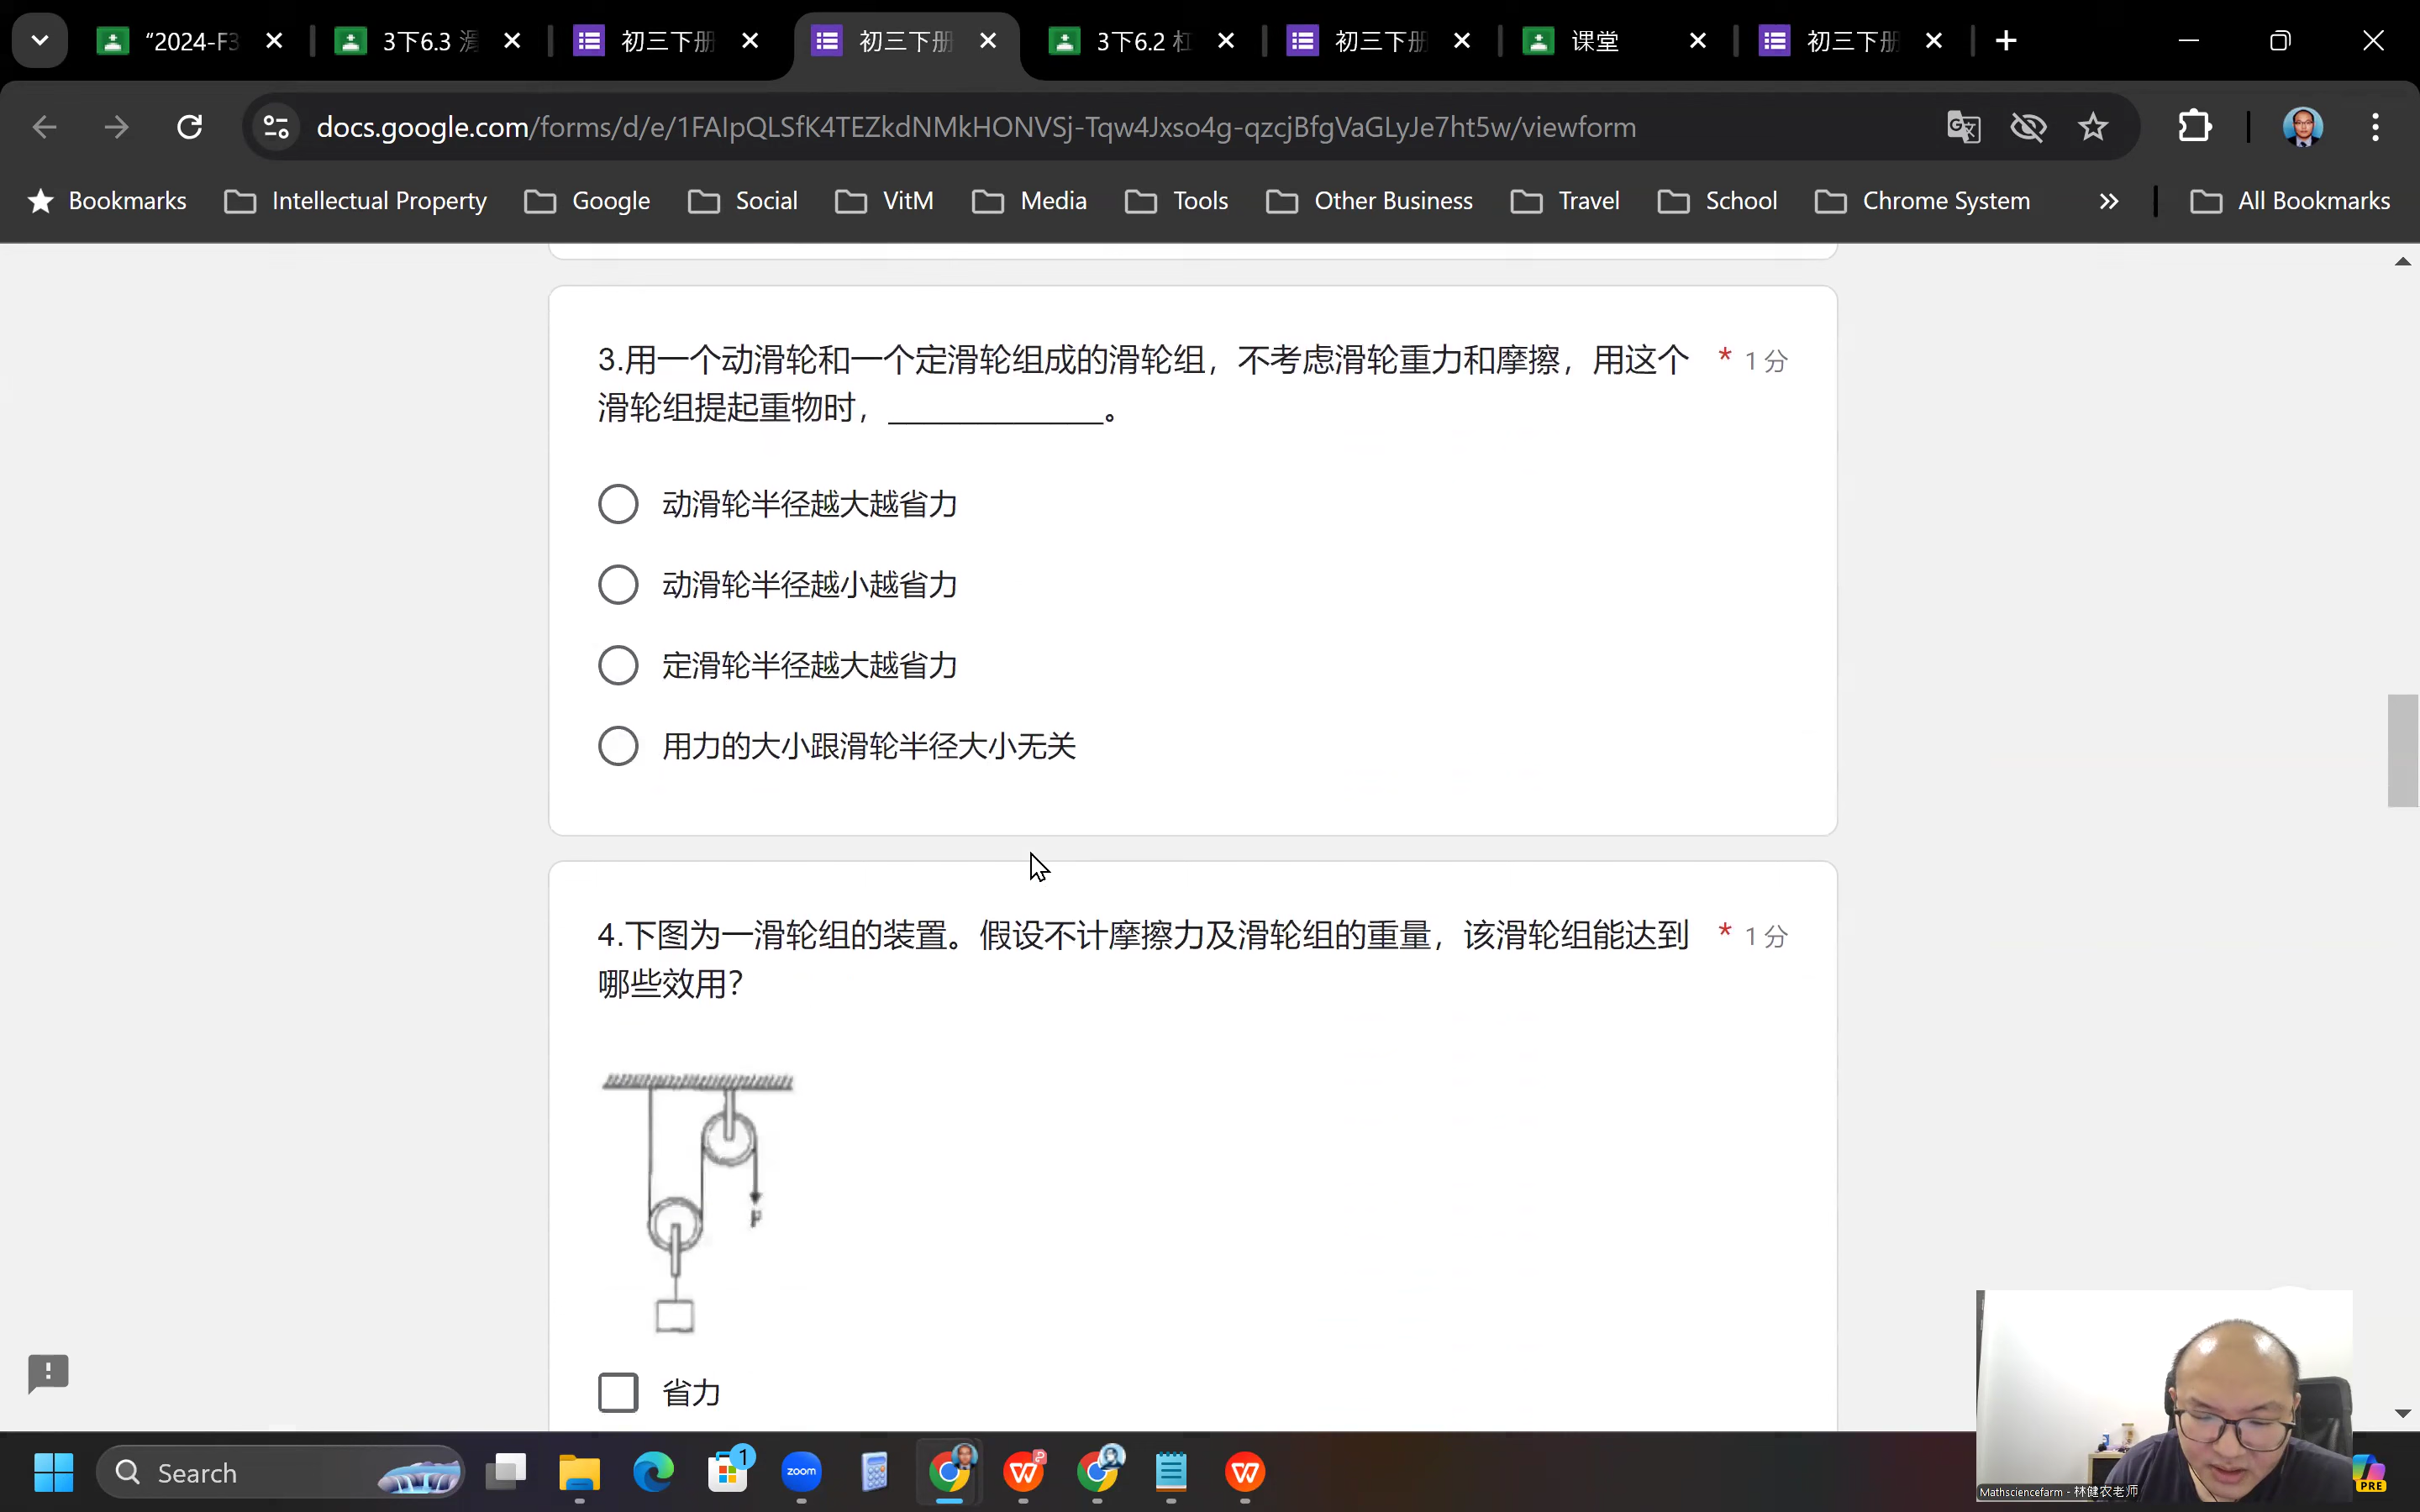 “2024-F3
3下6.3 滑
初三下册
初三下册
3下6.2 杠
初三下册
课堂
初三下册
docs.google.com/forms/d/e/1FAIpQLSfK4TEZkdNMkHONVSj-Tqw4Jxso4g-qzcjBfgVaGLyJe7ht5w/viewform
Bookmarks
Intellectual Property
Google
Social
VitM
Media
Tools
Other Business
Travel
School
Chrome System
All Bookmarks
3.用一个动滑轮和一个定滑轮组成的滑轮组，不考虑滑轮重力和摩擦，用这个 * 1 分
滑轮组提起重物时，______________。
动滑轮半径越大越省力
动滑轮半径越小越省力
定滑轮半径越大越省力
用力的大小跟滑轮半径大小无关
4.下图为一滑轮组的装置。假设不计摩擦力及滑轮组的重量，该滑轮组能达到 * 1 分
哪些效用？
F
省力
Search
1
zoom
PRE
Mathsciencefarm - 林健农老师